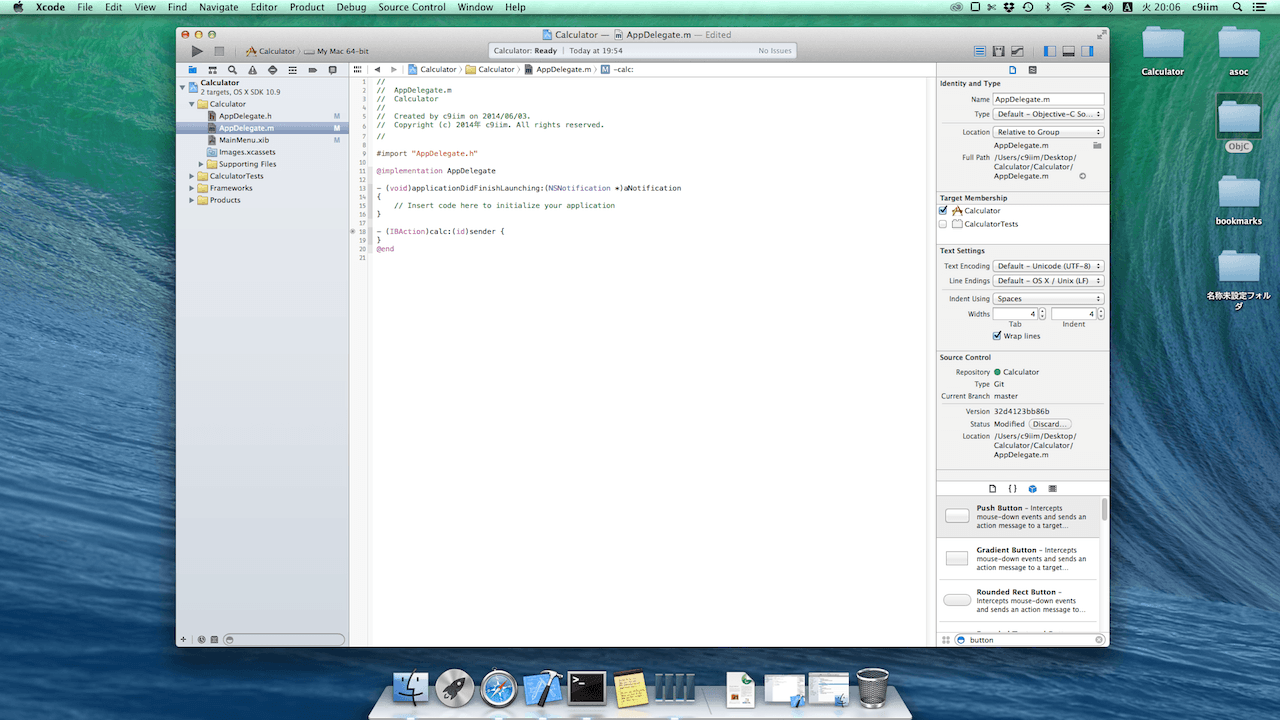 Xcode File Edit View Find Navigate Editor Product Debug Source Control Window Help
A 火 20:06 c9iim
Calculator — AppDelegate.m — Edited
Calculator My Mac 64-bit
Calculator: Ready | Today at 19:54 No Issues
Calculator
2 targets, OS X SDK 10.9
Calculator
AppDelegate.h M
AppDelegate.m M
MainMenu.xib M
Images.xcassets
Supporting Files
CalculatorTests
Frameworks
Products
Calculator Calculator AppDelegate.m M -calc:
1 //
2 // AppDelegate.m
3 // Calculator
4 //
5 // Created by c9iim on 2014/06/03.
6 // Copyright (c) 2014年 c9iim. All rights reserved.
7 //
8
9 #import "AppDelegate.h"
10
11 @implementation AppDelegate
12
13 - (void)applicationDidFinishLaunching:(NSNotification *)aNotification
14 {
15 // Insert code here to initialize your application
16 }
17
18 - (IBAction)calc:(id)sender {
19 }
20 @end
21
Identity and Type
Name AppDelegate.m
Type Default - Objective-C So...
Location Relative to Group
AppDelegate.m
Full Path /Users/c9iim/Desktop/
Calculator/Calculator/
AppDelegate.m
Target Membership
Calculator
CalculatorTests
Text Settings
Text Encoding Default - Unicode (UTF-8)
Line Endings Default - OS X / Unix (LF)
Indent Using Spaces
Widths 4 4
Tab Indent
Wrap lines
Source Control
Repository Calculator
Type Git
Current Branch master
Version 32d4123bb86b
Status Modified Discard...
Location /Users/c9iim/Desktop/
Calculator/Calculator/
AppDelegate.m
{ }
Push Button - Intercepts
mouse-down events and sends an
action message to a target...
Gradient Button - Intercepts
mouse-down events and sends an
action message to a target...
Rounded Rect Button -
Intercepts mouse-down events
and sends an action message to...
button
Calculator
asoc
ObjC
bookmarks
名称未設定フォル
ダ